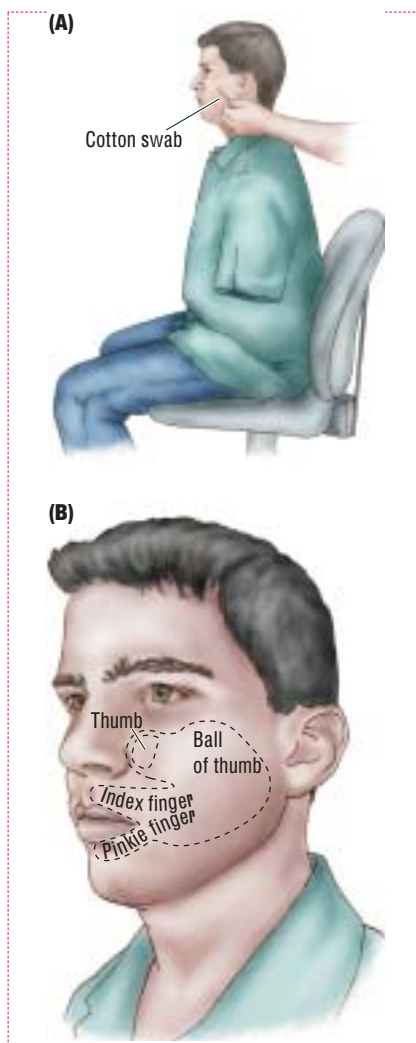 (A)
Cotton swab
(B)
Thumb
Ball
of thumb
Index finger
Pinkie finger